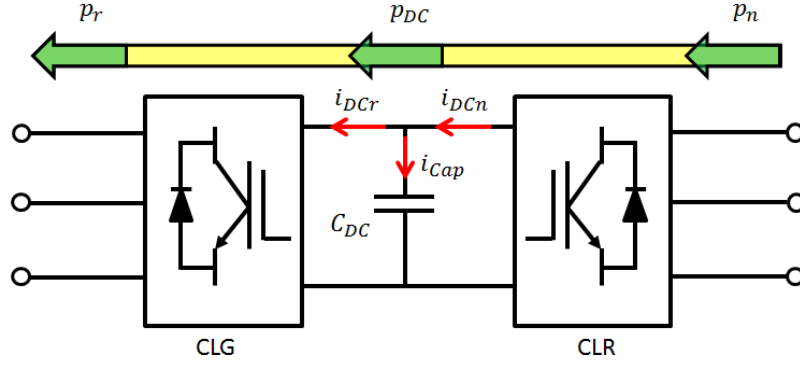 p_r
p_DC
p_n
i_DCr
i_DCn
i_Cap
C_DC
CLG
CLR